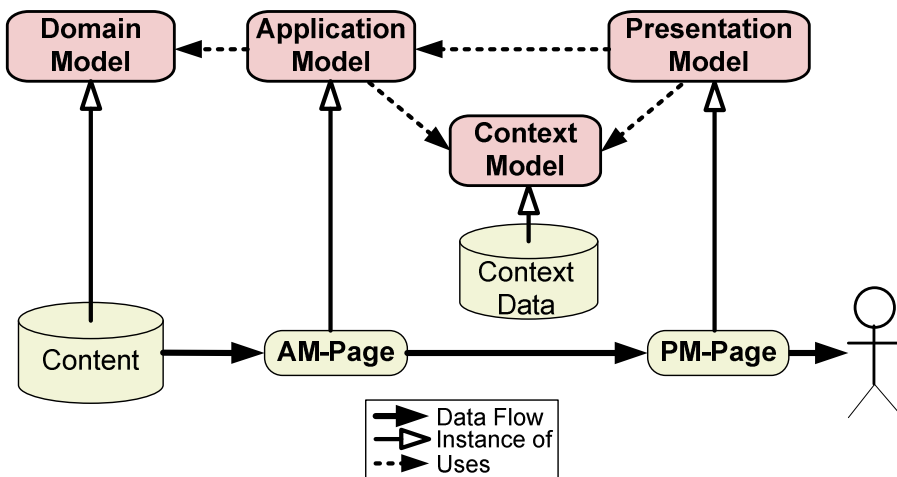 Domain
Model
Application
Model
Presentation
Model
Context
Model
Context
Data
Content
AM-Page
PM-Page
Data Flow
Instance of
Uses